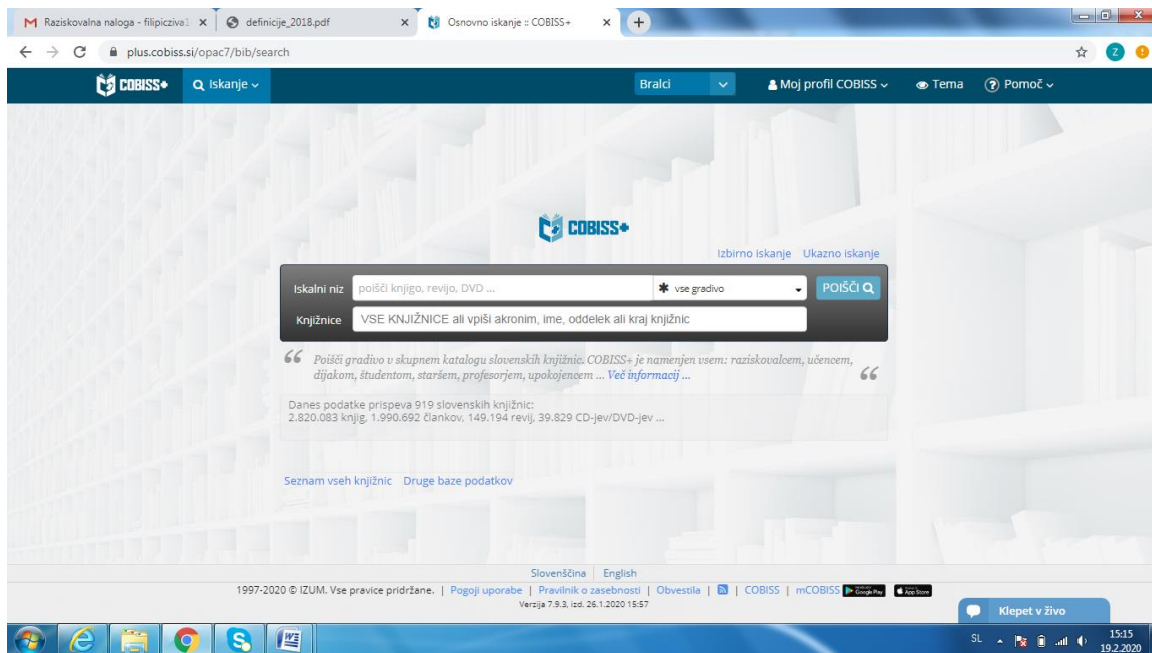 Raziskovalna naloga - filipicziva1
definicije_2018.pdf
Osnovno iskanje :: COBISS+
plus.cobiss.si/opac7/bib/search
Z
COBISS+
Iskanje
Bralci
Moj profil COBISS
Tema
Pomoč
COBISS+
Izbirno iskanje Ukazno iskanje
Iskalni niz poišči knjigo, revijo, DVD ... vse gradivo POIŠČI
Knjižnice VSE KNJIŽNICE ali vpiši akronim, ime, oddelek ali kraj knjižnic
Poišči gradivo v skupnem katalogu slovenskih knjižnic. COBISS+ je namenjen vsem: raziskovalcem, učencem,
dijakom, študentom, staršem, profesorjem, upokojencem ... Več informacij ...
Danes podatke prispeva 919 slovenskih knjižnic:
2.820.083 knjig, 1.990.692 člankov, 149.194 revij, 39.829 CD-jev/DVD-jev ...
Seznam vseh knjižnic Druge baze podatkov
Slovenščina English
1997-2020 © IZUM. Vse pravice pridržane. | Pogoji uporabe | Pravilnik o zasebnosti | Obvestila | COBISS | mCOBISS Google Play App Store
Verzija 7.9.3, izd. 26.1.2020 15:57
Klepet v živo
SL
15:15
19.2.2020